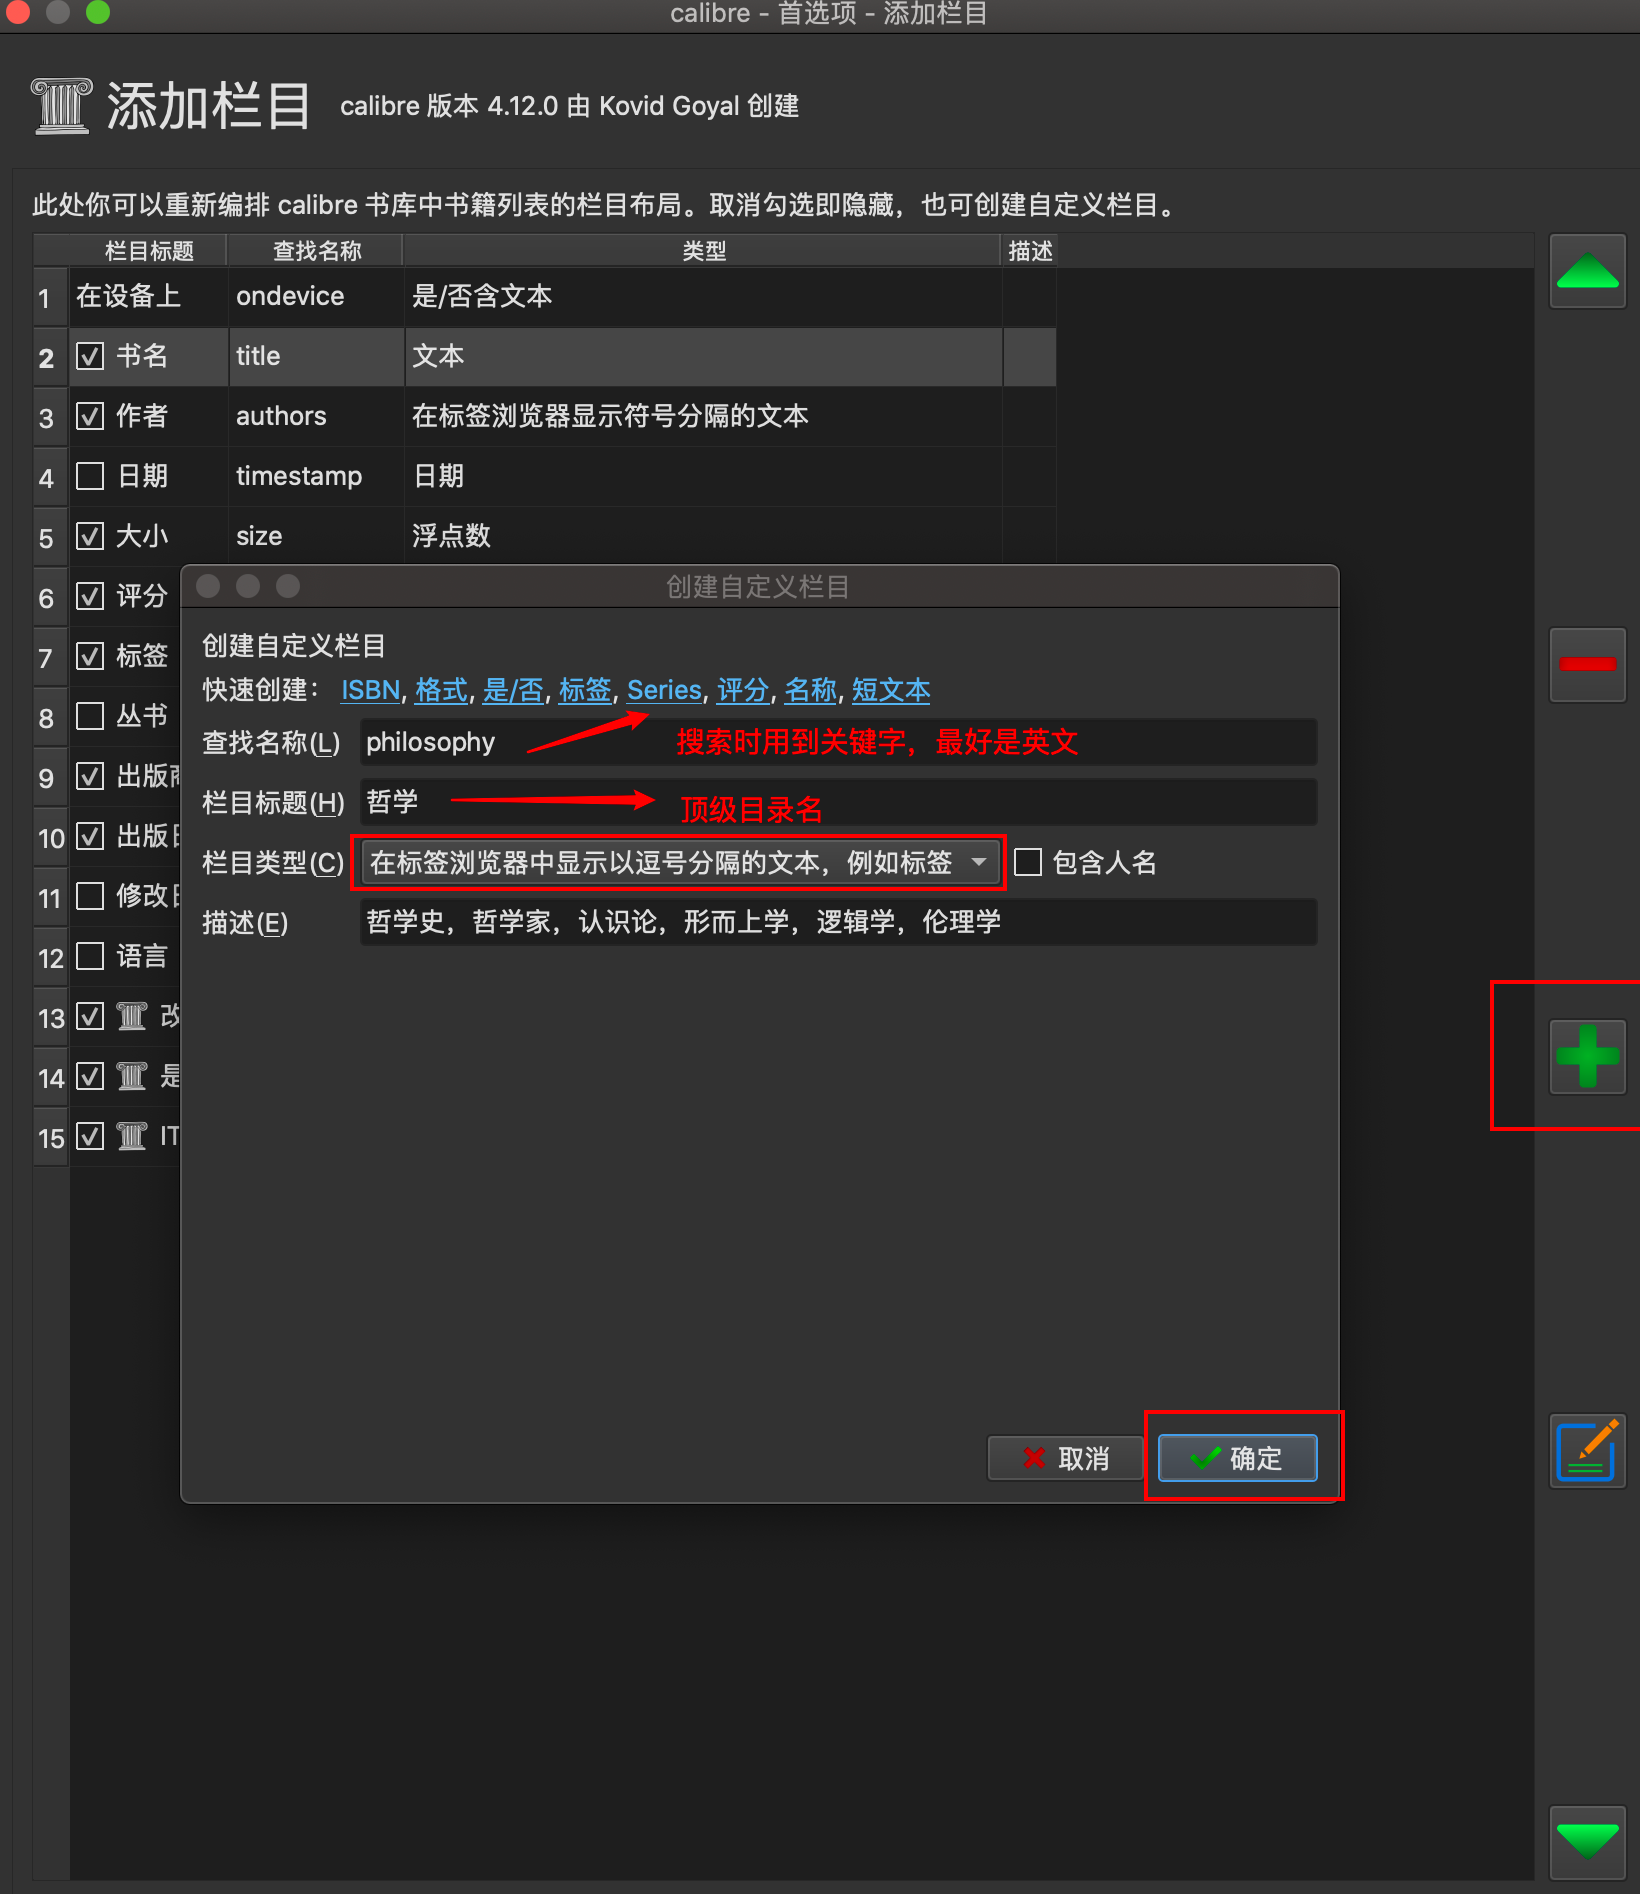 calibre - 首选项 - 添加栏目
添加栏目 calibre 版本 4.12.0 由 Kovid Goyal 创建
此处你可以重新编排 calibre 书库中书籍列表的栏目布局。取消勾选即隐藏，也可创建自定义栏目。
栏目标题 查找名称 类型 描述
1 在设备上 ondevice 是/否含文本
2 书名 title 文本
3 作者 authors 在标签浏览器显示符号分隔的文本
4 日期 timestamp 日期
5 大小 size 浮点数
6 评分
7 标签
8 丛书
9 出版
10 出版
11 修改
12 语言
13 改
14 是
15 IT
创建自定义栏目
创建自定义栏目
快速创建： ISBN, 格式, 是/否, 标签, Series, 评分, 名称, 短文本
查找名称(L) philosophy 搜索时用到关键字，最好是英文
栏目标题(H) 哲学 顶级目录名
栏目类型(C) 在标签浏览器中显示以逗号分隔的文本，例如标签 包含人名
描述(E) 哲学史，哲学家，认识论，形而上学，逻辑学，伦理学
取消 确定